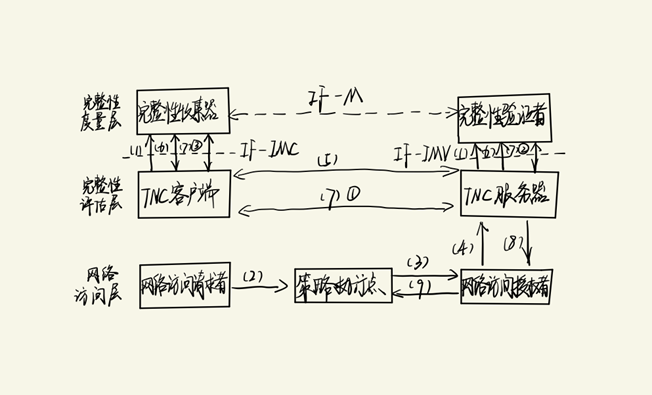 完整性
度量层
完整性收集器
IF-M
完整性验证者
(1)
(6)
(7)②
IF-IMC
(5)
IF-IMV
(1)
(6)
(7)②
完整性
评估层
TNC客户端
(7)①
TNC服务器
(4)
(8)
网络
访问层
网络访问请求者
(2)
策略执行点
(3)
(9)
网络访问授权者